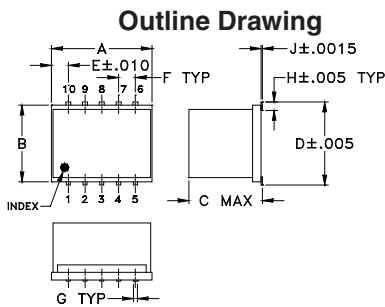 Outline Drawing
A
E±.010
F TYP
10 9 8 7 6
B
INDEX
1 2 3 4 5
G TYP
J±.0015
H±.005 TYP
D±.005
C MAX